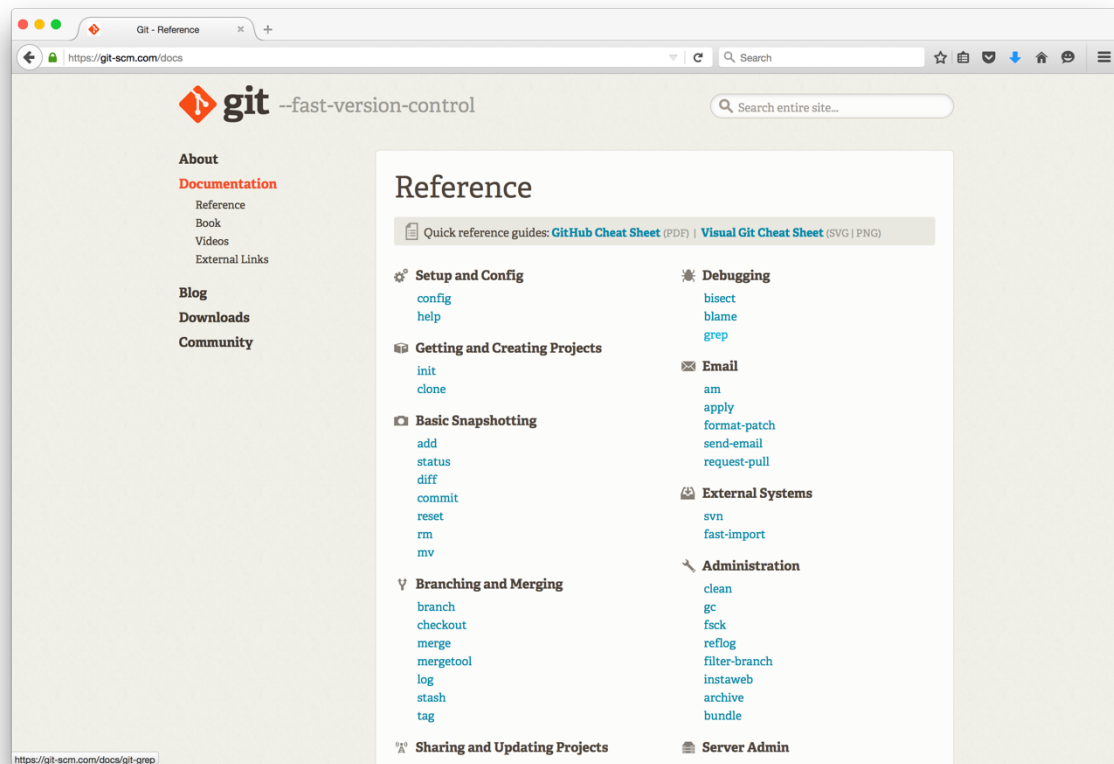 Git - Reference
https://git-scm.com/docs
Search
git --fast-version-control
Search entire site...
About
Documentation
Reference
Book
Videos
External Links
Blog
Downloads
Community
Reference
Quick reference guides: GitHub Cheat Sheet (PDF) | Visual Git Cheat Sheet (SVG | PNG)
Setup and Config
config
help
Getting and Creating Projects
init
clone
Basic Snapshotting
add
status
diff
commit
reset
rm
mv
Branching and Merging
branch
checkout
merge
mergetool
log
stash
tag
Sharing and Updating Projects
Debugging
bisect
blame
grep
Email
am
apply
format-patch
send-email
request-pull
External Systems
svn
fast-import
Administration
clean
gc
fsck
reflog
filter-branch
instaweb
archive
bundle
Server Admin
https://git-scm.com/docs/git-grep